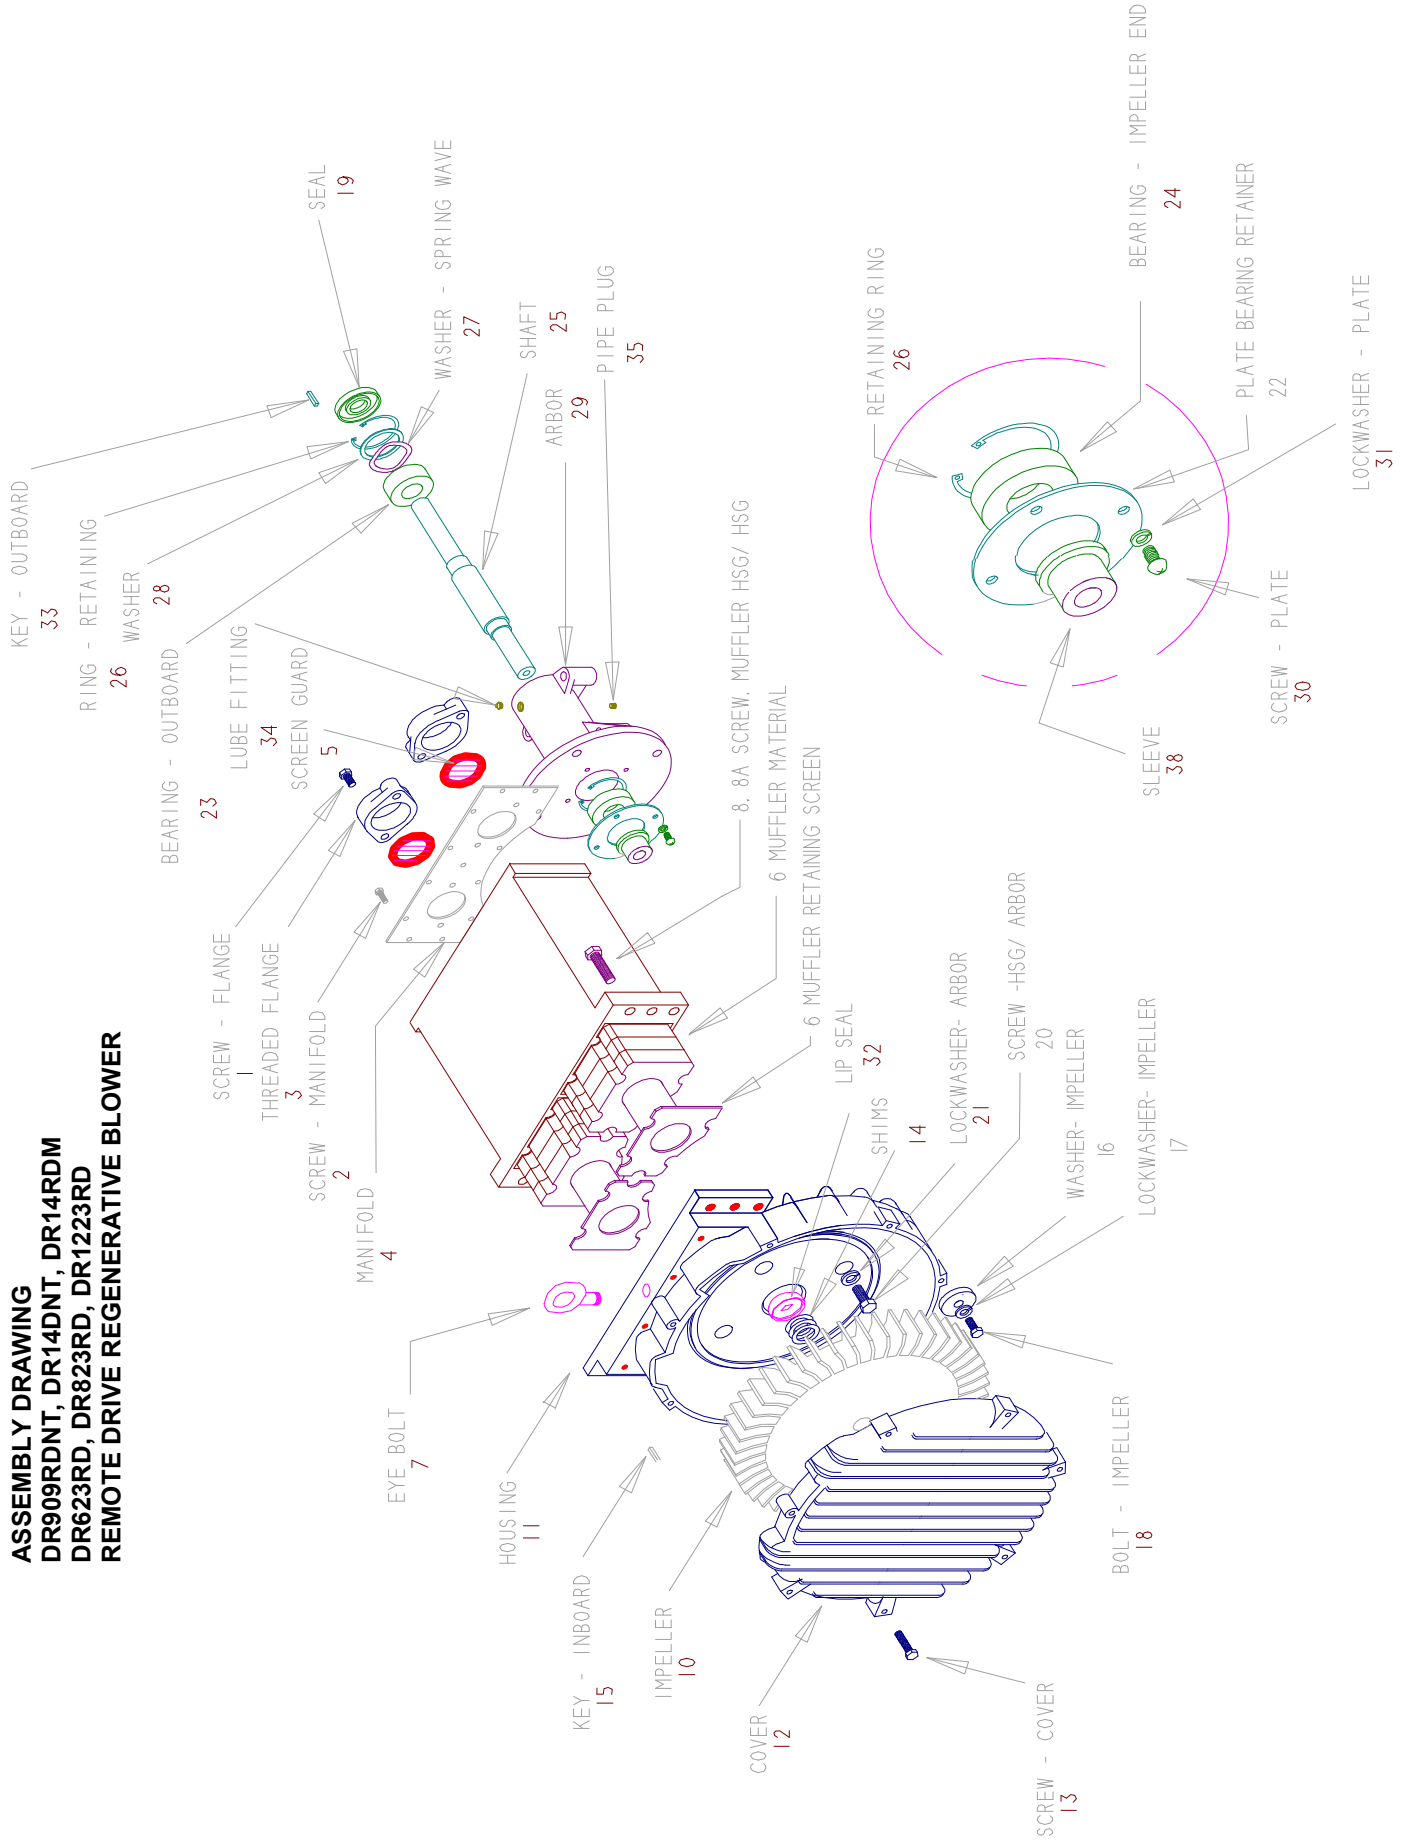 ASSEMBLY DRAWING
DR909RDNT, DR14DNT, DR14RDM
DR623RD, DR823RD, DR1223RD
REMOTE DRIVE REGENERATIVE BLOWER
KEY - OUTBOARD
33
RING - RETAINING
26
WASHER
28
BEARING - OUTBOARD
23
LUBE FITTING
34
SCREEN GUARD
5
SCREW - FLANGE
1
THREADED FLANGE
3
SCREW - MANIFOLD
2
MANIFOLD
4
EYE BOLT
7
HOUSING
11
KEY - INBOARD
15
IMPELLER
10
COVER
12
SCREW - COVER
13
SEAL
19
WASHER - SPRING WAVE
27
SHAFT
25
ARBOR
29
PIPE PLUG
35
8, 8A SCREW, MUFFLER HSG/ HSG
6 MUFFLER MATERIAL
6 MUFFLER RETAINING SCREEN
LIP SEAL
32
SHIMS
14
LOCKWASHER- ARBOR
21
SCREW -HSG/ ARBOR
20
WASHER- IMPELLER
16
LOCKWASHER- IMPELLER
17
BOLT - IMPELLER
18
RETAINING RING
26
BEARING - IMPELLER END
24
PLATE BEARING RETAINER
22
LOCKWASHER - PLATE
31
SCREW - PLATE
30
SLEEVE
38